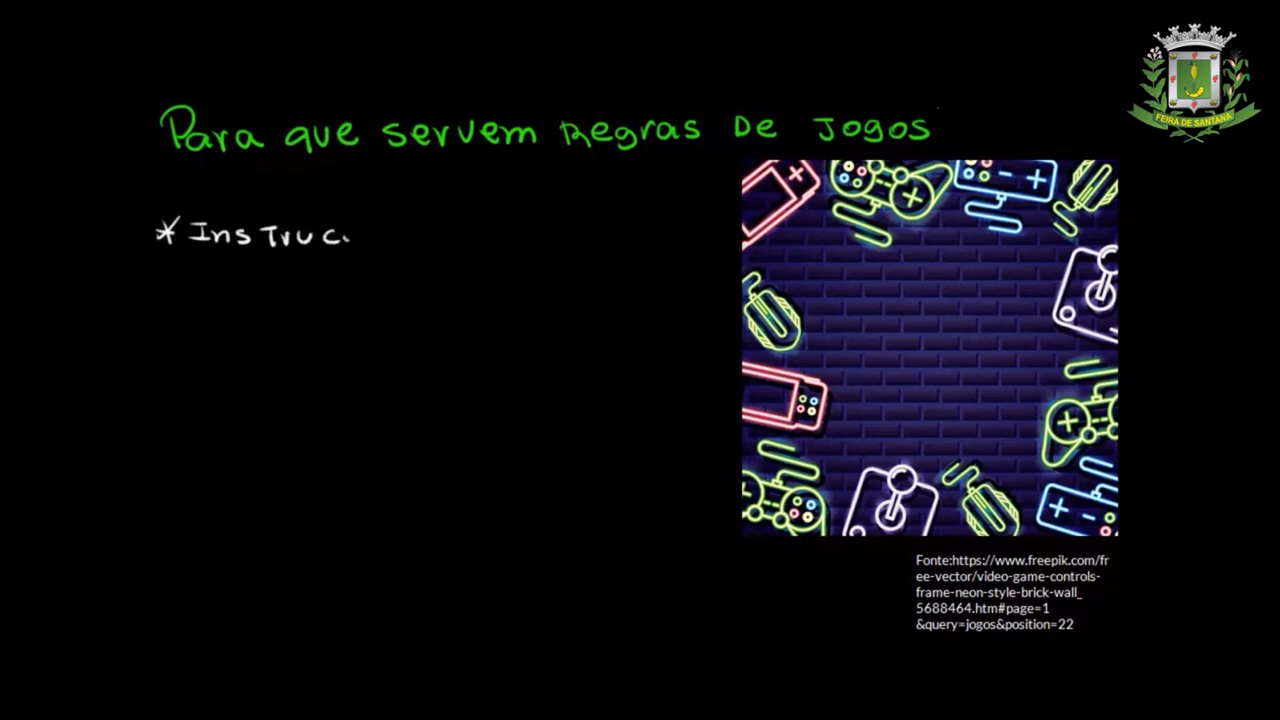 Para que servem Regras De Jogos
* Instruc
FEIRA DE SANTANA
Fonte:https://www.freepik.com/fr
ee-vector/video-game-controls-
frame-neon-style-brick-wall_
5688464.htm#page=1
&query=jogos&position=22